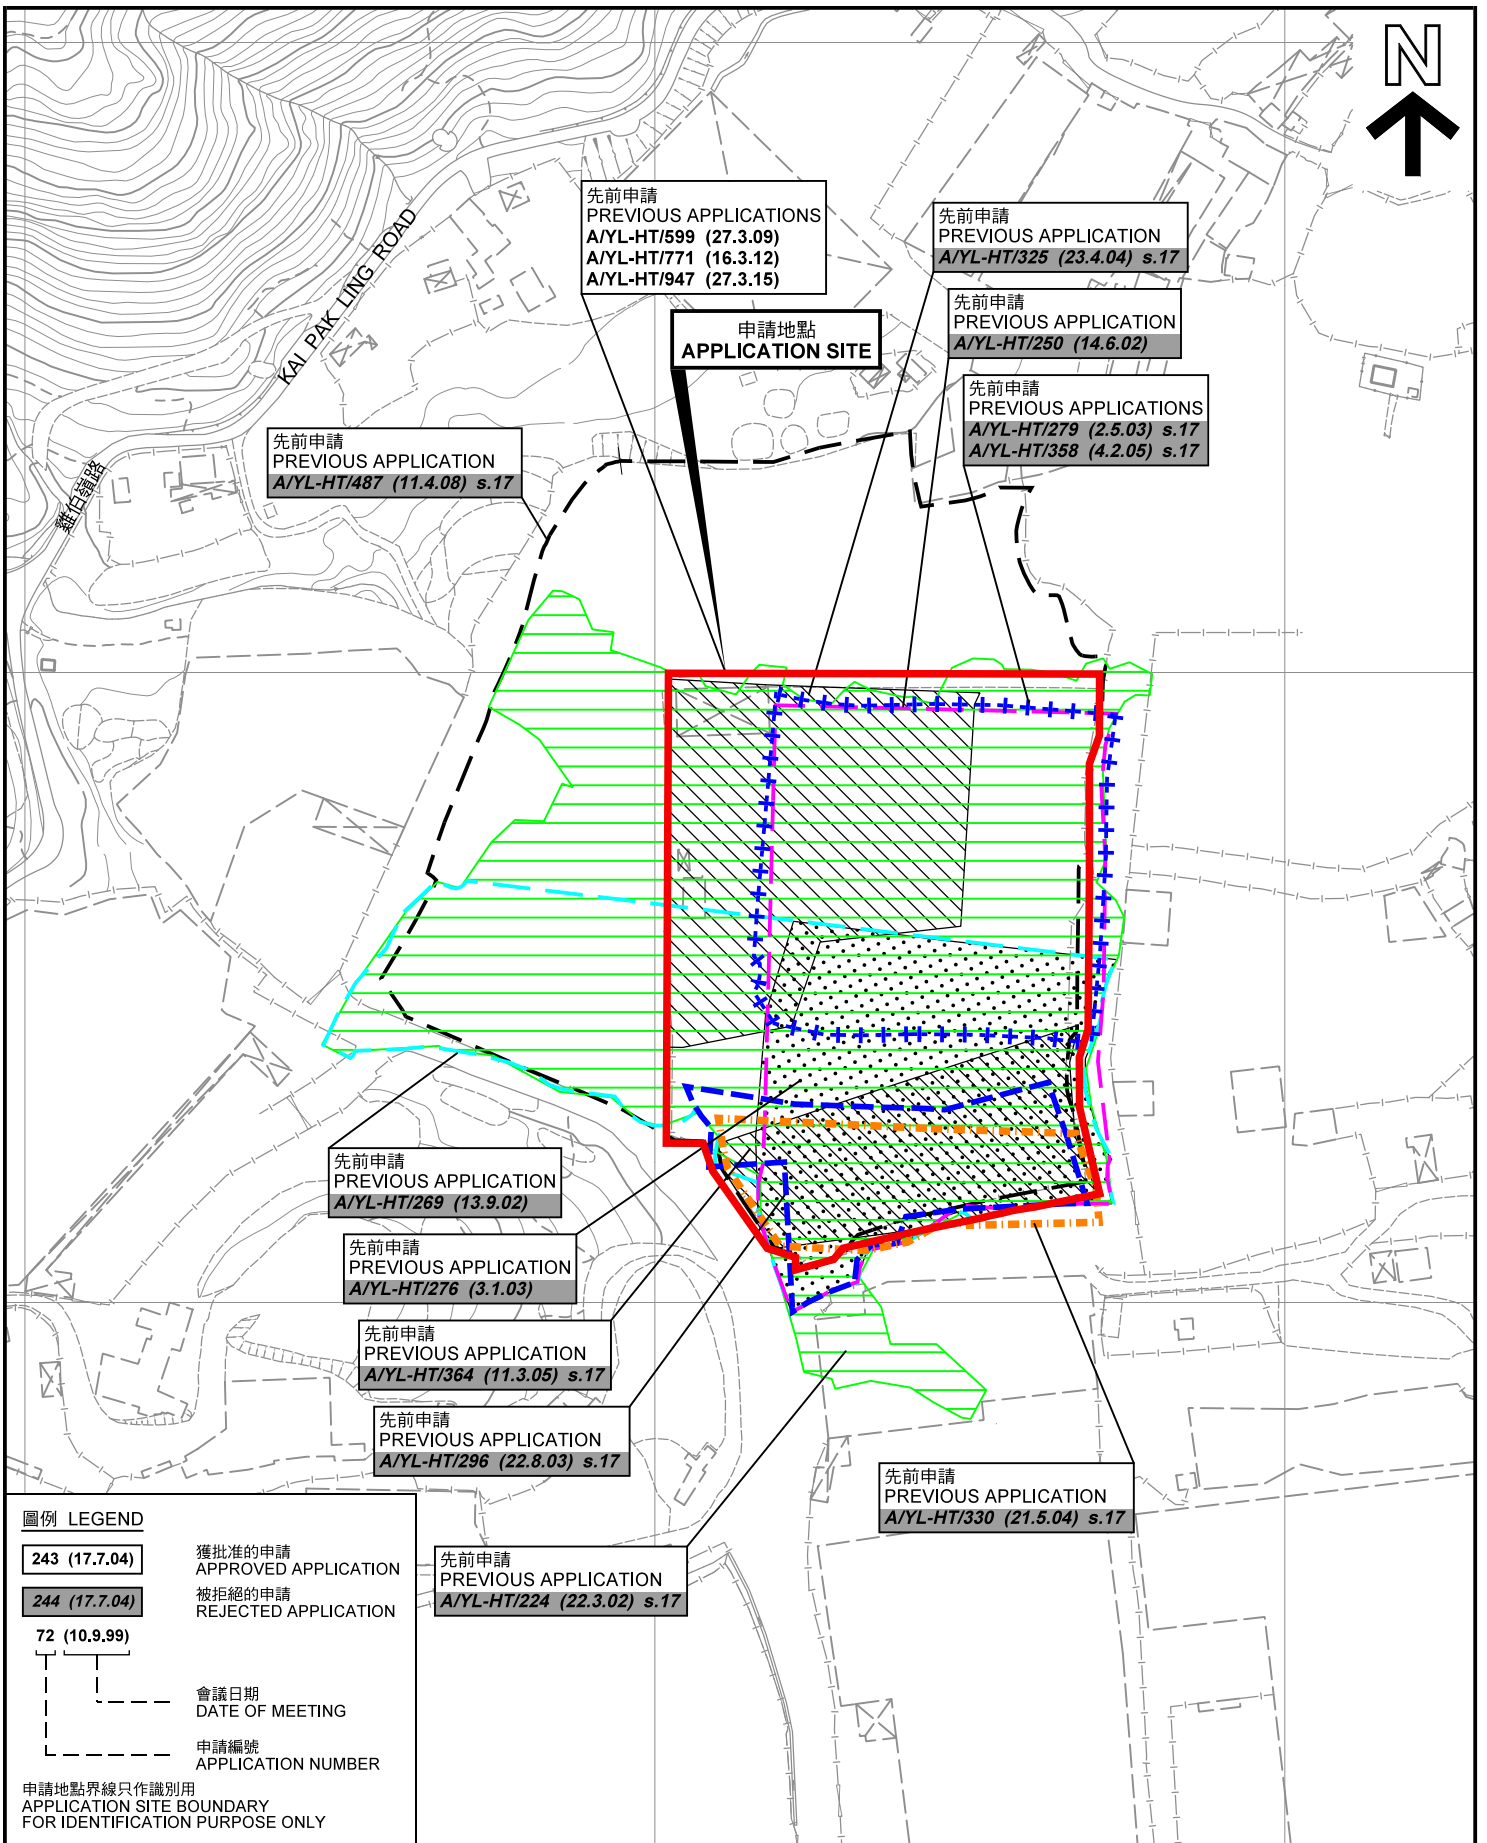 N
先前申請
PREVIOUS APPLICATIONS
A/YL-HT/599 (27.3.09)
A/YL-HT/771 (16.3.12)
A/YL-HT/947 (27.3.15)
先前申請
PREVIOUS APPLICATION
A/YL-HT/325 (23.4.04) s.17
先前申請
PREVIOUS APPLICATION
A/YL-HT/250 (14.6.02)
申請地點
APPLICATION SITE
先前申請
PREVIOUS APPLICATIONS
A/YL-HT/279 (2.5.03) s.17
A/YL-HT/358 (4.2.05) s.17
KAI PAK LING ROAD
雞伯嶺路
先前申請
PREVIOUS APPLICATION
A/YL-HT/487 (11.4.08) s.17
先前申請
PREVIOUS APPLICATION
A/YL-HT/269 (13.9.02)
先前申請
PREVIOUS APPLICATION
A/YL-HT/276 (3.1.03)
先前申請
PREVIOUS APPLICATION
A/YL-HT/364 (11.3.05) s.17
先前申請
PREVIOUS APPLICATION
A/YL-HT/296 (22.8.03) s.17
先前申請
PREVIOUS APPLICATION
A/YL-HT/330 (21.5.04) s.17
先前申請
PREVIOUS APPLICATION
A/YL-HT/224 (22.3.02) s.17
圖例 LEGEND
243 (17.7.04)
獲批准的申請
APPROVED APPLICATION
244 (17.7.04)
被拒絕的申請
REJECTED APPLICATION
72 (10.9.99)
會議日期
DATE OF MEETING
申請編號
APPLICATION NUMBER
申請地點界線只作識別用
APPLICATION SITE BOUNDARY
FOR IDENTIFICATION PURPOSE ONLY